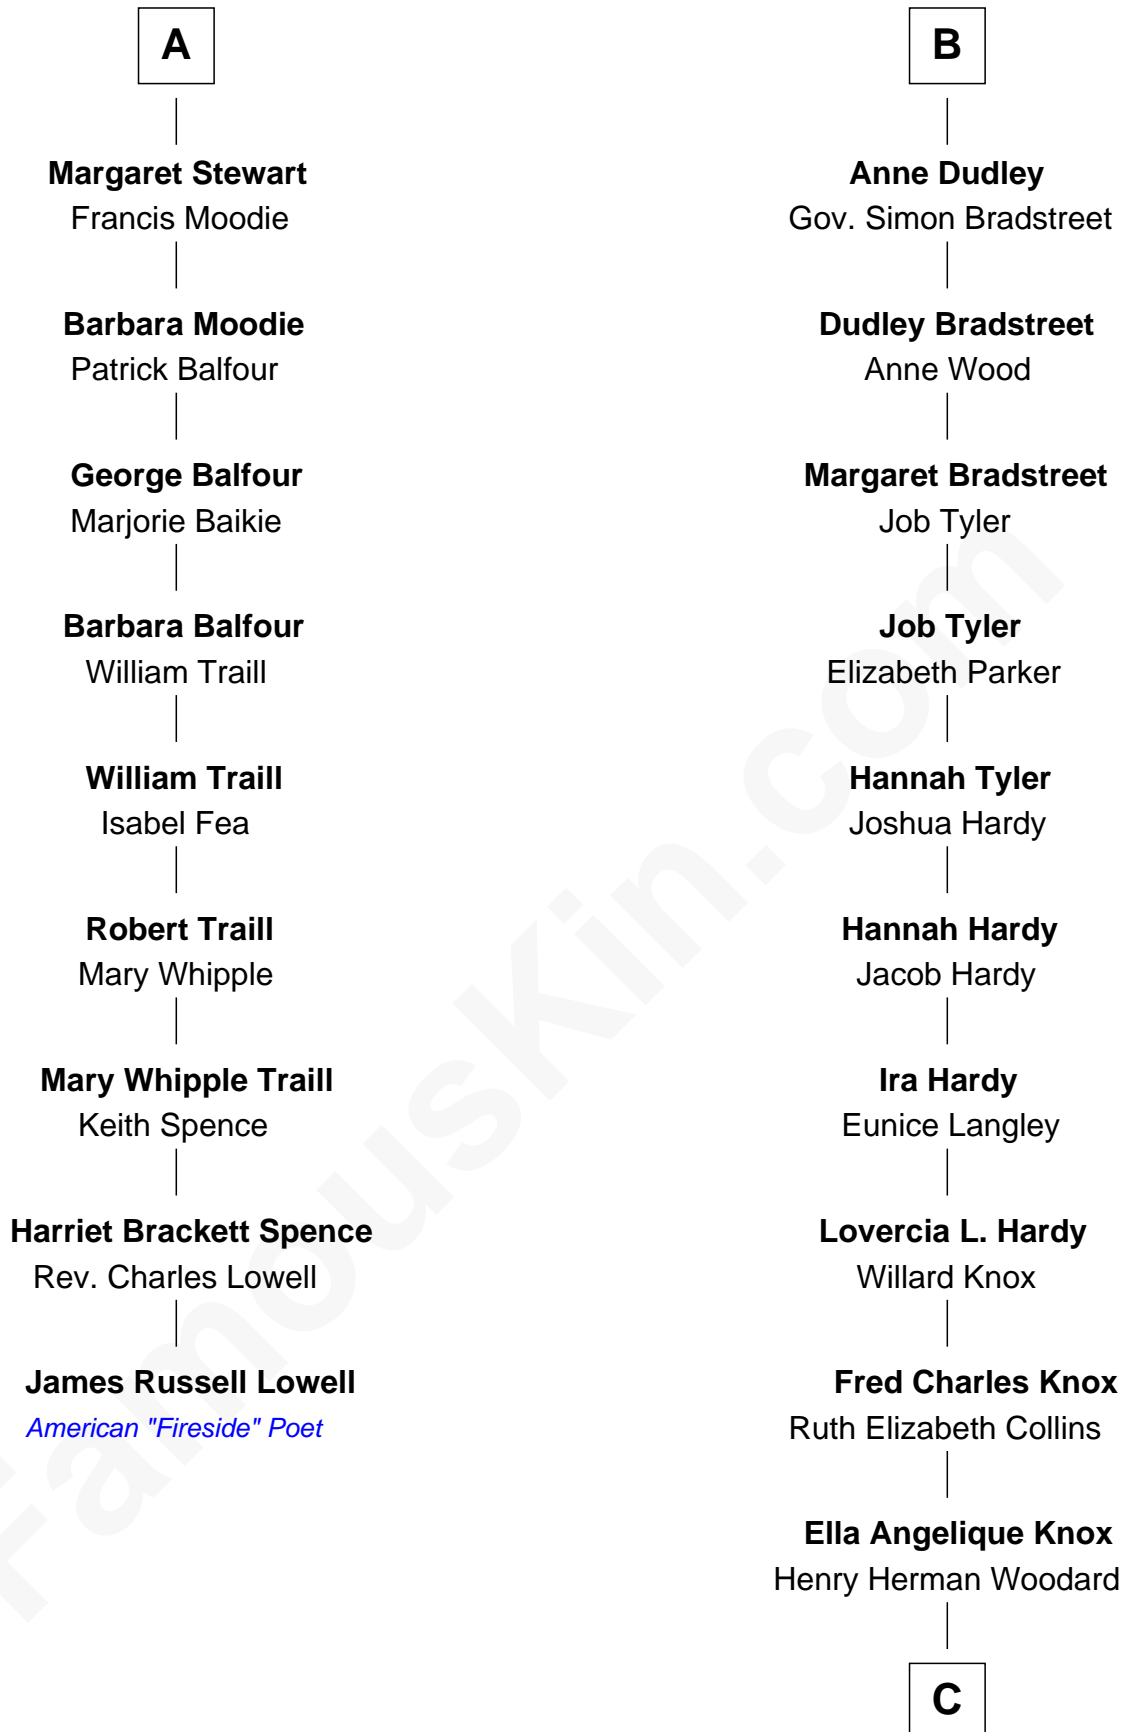 A
Margaret Stewart
Francis Moodie
Barbara Moodie
Patrick Balfour
George Balfour
Marjorie Baikie
Barbara Balfour
William Traill
William Traill
Isabel Fea
Robert Traill
Mary Whipple
Mary Whipple Traill
Keith Spence
Harriet Brackett Spence
Rev. Charles Lowell
James Russell Lowell
American "Fireside" Poet
B
Anne Dudley
Gov. Simon Bradstreet
Dudley Bradstreet
Anne Wood
Margaret Bradstreet
Job Tyler
Job Tyler
Elizabeth Parker
Hannah Tyler
Joshua Hardy
Hannah Hardy
Jacob Hardy
Ira Hardy
Eunice Langley
Lovercia L. Hardy
Willard Knox
Fred Charles Knox
Ruth Elizabeth Collins
Ella Angelique Knox
Henry Herman Woodard
C
FamousKin.com